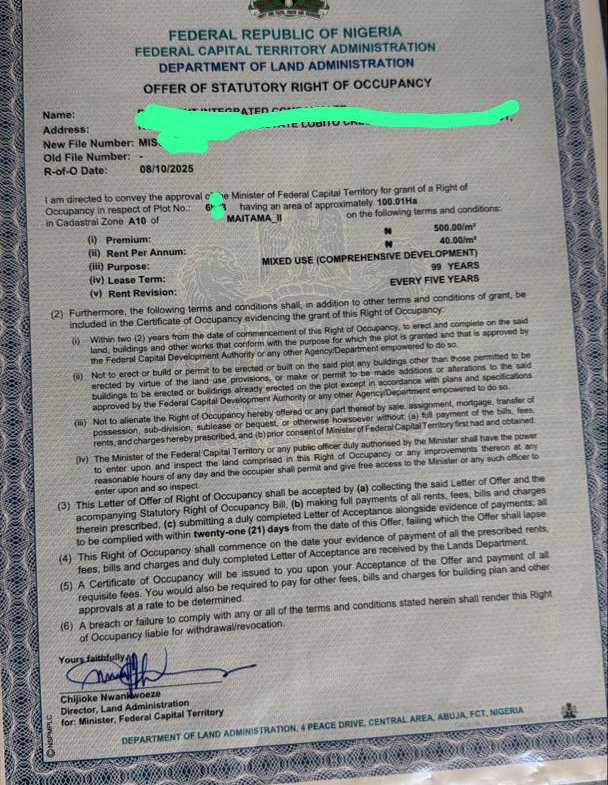 FEDERAL REPUBLIC OF NIGERIA
FEDERAL CAPITAL TERRITORY ADMINISTRATION
DEPARTMENT OF LAND ADMINISTRATION
OFFER OF STATUTORY RIGHT OF OCCUPANCY
Name: INTEGRATED
Address: LOBITO
New File Number: MIS
Old File Number: -
R-of-O Date: 08/10/2025
I am directed to convey the approval of the Minister of Federal Capital Territory for grant of a Right of
Occupancy in respect of Plot No.: having an area of approximately 100.01Ha
in Cadastral Zone A10 of MAITAMA_II on the following terms and conditions:
(i) Premium: ₦ 500.00/m²
(ii) Rent Per Annum: ₦ 40.00/m²
(iii) Purpose: MIXED USE (COMPREHENSIVE DEVELOPMENT)
(iv) Lease Term: 99 YEARS
(v) Rent Revision: EVERY FIVE YEARS
(2) Furthermore, the following terms and conditions shall, in addition to other terms and conditions of grant, be
included in the Certificate of Occupancy evidencing the grant of this Right of Occupancy:
(i) Within two (2) years from the date of commencement of this Right of Occupancy, to erect and complete on the said
land, buildings and other works that conform with the purpose for which the plot is granted and that is approved by
the Federal Capital Development Authority or any other Agency/Department empowered to do so.
(ii) Not to erect or build or permit to be erected or built on the said plot any buildings other than those permitted to be
erected by virtue of the land use provisions, or make or permit to be made additions or alterations to the said
buildings to be erected or buildings already erected on the plot except in accordance with plans and specifications
approved by the Federal Capital Development Authority or any other Agency/Department empowered to do so.
(iii) Not to alienate the Right of Occupancy hereby offered or any part thereof by sale, assignment, mortgage, transfer of
possession, sub-division, sublease or bequest, or otherwise howsoever without: (a) full payment of the bills, fees,
rents, and charges hereby prescribed, and (b) prior consent of Minister of Federal Capital Territory first had and obtained.
(iv) The Minister of the Federal Capital Territory or any public officer duly authorised by the Minister shall have the power
to enter upon and inspect the land comprised in this Right of Occupancy or any improvements thereon at any
reasonable hours of any day and the occupier shall permit and give free access to the Minister or any such officer to
enter upon and so inspect.
(3) This Letter of Offer of Right of Occupancy shall be accepted by (a) collecting the said Letter of Offer and the
acompanying Statutory Right of Occupancy Bill, (b) making full payments of all rents, fees, bills and charges
therein prescribed, (c) submitting a duly completed Letter of Acceptance alongside evidence of payments, all
to be complied with within twenty-one (21) days from the date of this Offer, failing which the Offer shall lapse.
(4) This Right of Occupancy shall commence on the date your evidence of payment of all the prescribed rents,
fees, bills and charges and duly completed Letter of Acceptance are received by the Lands Department.
(5) A Certificate of Occupancy will be issued to you upon your Acceptance of the Offer and payment of all
requisite fees. You would also be required to pay for other fees, bills and charges for building plan and other
approvals at a rate to be determined.
(6) A breach or failure to comply with any or all of the terms and conditions stated herein shall render this Right
of Occupancy liable for withdrawal/revocation.
Yours faithfully,
Chijioke Nwankwoeze
Director, Land Administration
for: Minister, Federal Capital Territory
©NSPMPLC
DEPARTMENT OF LAND ADMINISTRATION, 4 PEACE DRIVE, CENTRAL AREA, ABUJA, FCT, NIGERIA